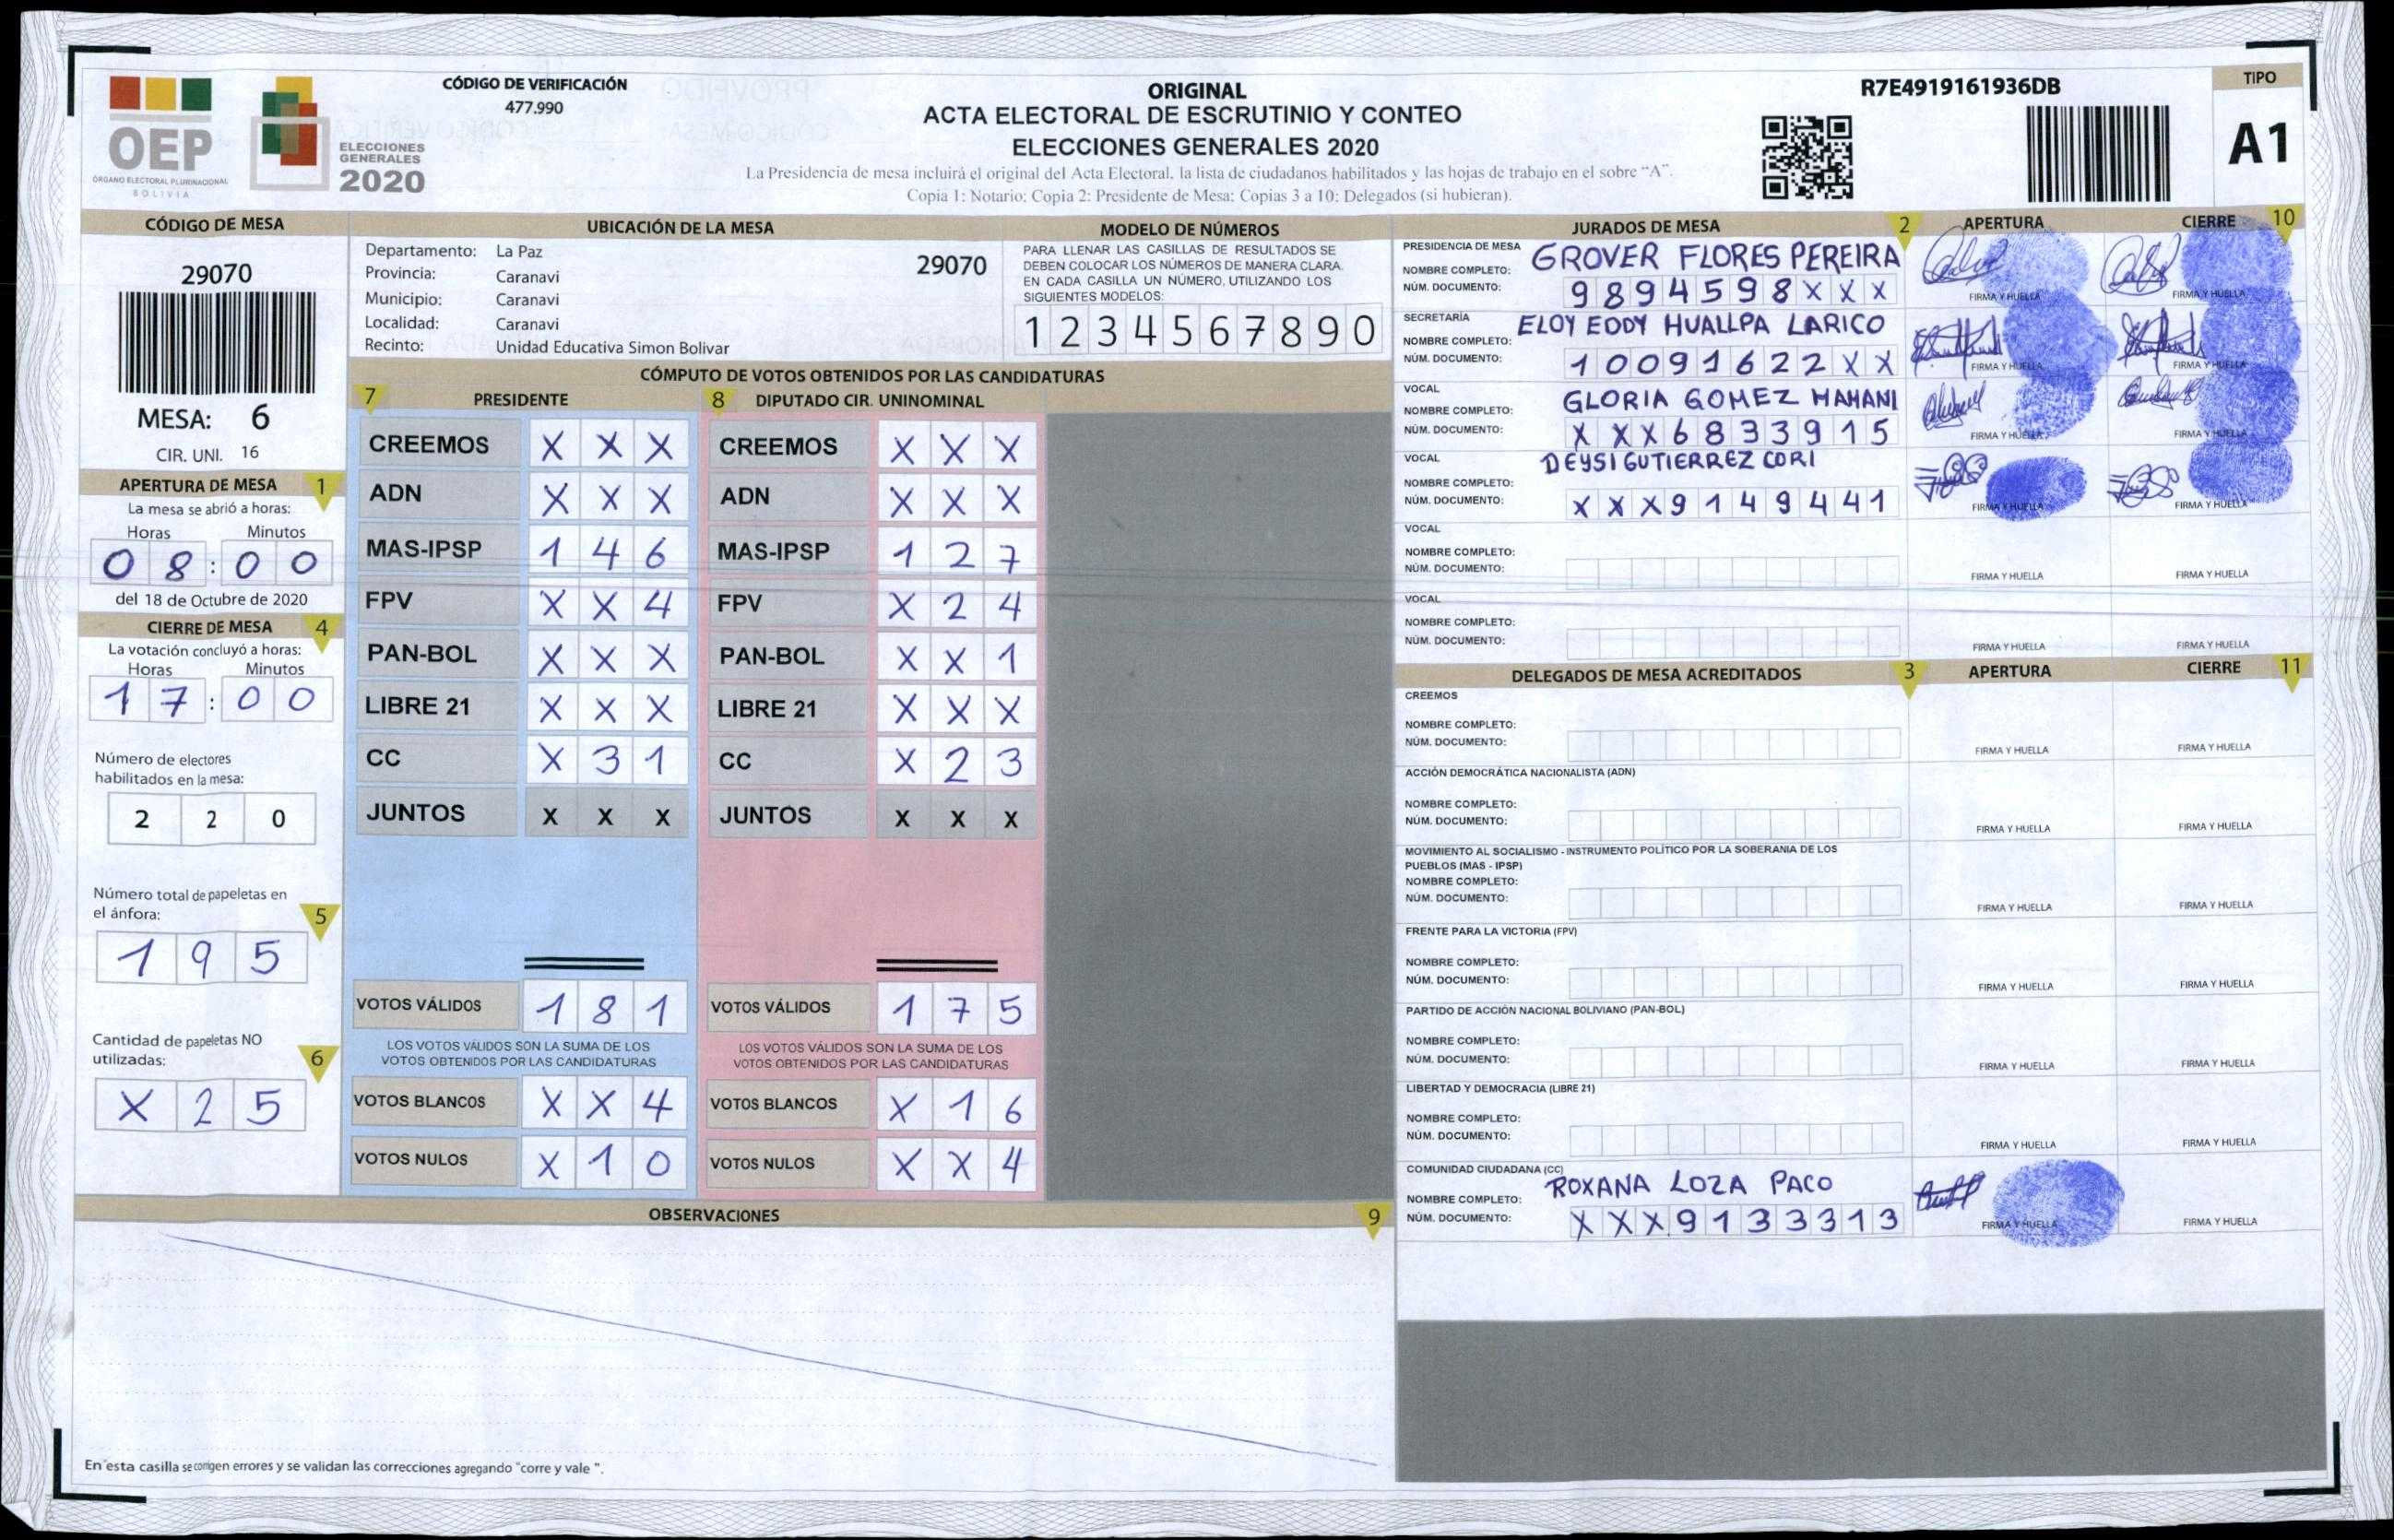 OEP
ÓRGANO ELECTORAL PLURINACIONAL
BOLIVIA
ELECCIONES
GENERALES
2020
CÓDIGO DE VERIFICACIÓN
477.990
ORIGINAL
ACTA ELECTORAL DE ESCRUTINIO Y CONTEO
ELECCIONES GENERALES 2020
La Presidencia de mesa incluirá el original del Acta Electoral, la lista de ciudadanos habilitados y las hojas de trabajo en el sobre “A”.
Copia 1: Notario; Copia 2: Presidente de Mesa; Copias 3 a 10: Delegados (si hubieran).
R7E4919161936DB
TIPO
A1
CÓDIGO DE MESA
29070
MESA: 6
CIR. UNI. 16
APERTURA DE MESA 1
La mesa se abrió a horas:
Horas Minutos
0 8 : 0 0
del 18 de Octubre de 2020
CIERRE DE MESA 4
La votación concluyó a horas:
Horas Minutos
1 7 : 0 0
Número de electores
habilitados en la mesa:
2 2 0
Número total de papeletas en
el ánfora: 5
1 9 5
Cantidad de papeletas NO
utilizadas: 6
X 2 5
UBICACIÓN DE LA MESA
Departamento: La Paz
Provincia: Caranavi
Municipio: Caranavi
Localidad: Caranavi
Recinto: Unidad Educativa Simon Bolivar
29070
MODELO DE NÚMEROS
PARA LLENAR LAS CASILLAS DE RESULTADOS SE
DEBEN COLOCAR LOS NÚMEROS DE MANERA CLARA.
EN CADA CASILLA UN NÚMERO, UTILIZANDO LOS
SIGUIENTES MODELOS:
1 2 3 4 5 6 7 8 9 0
CÓMPUTO DE VOTOS OBTENIDOS POR LAS CANDIDATURAS
7 PRESIDENTE
CREEMOS X X X
ADN X X X
MAS-IPSP 1 4 6
FPV X X 4
PAN-BOL X X X
LIBRE 21 X X X
CC X 3 1
JUNTOS X X X
VOTOS VÁLIDOS 1 8 1
LOS VOTOS VÁLIDOS SON LA SUMA DE LOS
VOTOS OBTENIDOS POR LAS CANDIDATURAS
VOTOS BLANCOS X X 4
VOTOS NULOS X 1 0
8 DIPUTADO CIR. UNINOMINAL
CREEMOS X X X
ADN X X X
MAS-IPSP 1 2 7
FPV X 2 4
PAN-BOL X X 1
LIBRE 21 X X X
CC X 2 3
JUNTOS X X X
VOTOS VÁLIDOS 1 7 5
LOS VOTOS VÁLIDOS SON LA SUMA DE LOS
VOTOS OBTENIDOS POR LAS CANDIDATURAS
VOTOS BLANCOS X 1 6
VOTOS NULOS X X 4
OBSERVACIONES 9
En esta casilla se corrigen errores y se validan las correcciones agregando "corre y vale ".
JURADOS DE MESA 2 APERTURA CIERRE 10
PRESIDENCIA DE MESA
NOMBRE COMPLETO: GROVER FLORES PEREIRA
NÚM. DOCUMENTO: 9 8 9 4 5 9 8 X X X
FIRMA Y HUELLA FIRMA Y HUELLA
SECRETARÍA
NOMBRE COMPLETO: ELOY EDDY HUALLPA LARICO
NÚM. DOCUMENTO: 1 0 0 9 1 6 2 2 X X
FIRMA Y HUELLA FIRMA Y HUELLA
VOCAL
NOMBRE COMPLETO: GLORIA GOMEZ MAMANI
NÚM. DOCUMENTO: X X X 6 8 3 3 9 1 5
FIRMA Y HUELLA FIRMA Y HUELLA
VOCAL
NOMBRE COMPLETO: DEYSI GUTIERREZ CORI
NÚM. DOCUMENTO: X X X 9 1 4 9 4 4 1
FIRMA Y HUELLA FIRMA Y HUELLA
VOCAL
NOMBRE COMPLETO:
NÚM. DOCUMENTO:
FIRMA Y HUELLA FIRMA Y HUELLA
VOCAL
NOMBRE COMPLETO:
NÚM. DOCUMENTO:
FIRMA Y HUELLA FIRMA Y HUELLA
DELEGADOS DE MESA ACREDITADOS 3 APERTURA CIERRE 11
CREEMOS
NOMBRE COMPLETO:
NÚM. DOCUMENTO:
FIRMA Y HUELLA FIRMA Y HUELLA
ACCIÓN DEMOCRÁTICA NACIONALISTA (ADN)
NOMBRE COMPLETO:
NÚM. DOCUMENTO:
FIRMA Y HUELLA FIRMA Y HUELLA
MOVIMIENTO AL SOCIALISMO - INSTRUMENTO POLÍTICO POR LA SOBERANIA DE LOS
PUEBLOS (MAS - IPSP)
NOMBRE COMPLETO:
NÚM. DOCUMENTO:
FIRMA Y HUELLA FIRMA Y HUELLA
FRENTE PARA LA VICTORIA (FPV)
NOMBRE COMPLETO:
NÚM. DOCUMENTO:
FIRMA Y HUELLA FIRMA Y HUELLA
PARTIDO DE ACCIÓN NACIONAL BOLIVIANO (PAN-BOL)
NOMBRE COMPLETO:
NÚM. DOCUMENTO:
FIRMA Y HUELLA FIRMA Y HUELLA
LIBERTAD Y DEMOCRACIA (LIBRE 21)
NOMBRE COMPLETO:
NÚM. DOCUMENTO:
FIRMA Y HUELLA FIRMA Y HUELLA
COMUNIDAD CIUDADANA (CC)
NOMBRE COMPLETO: ROXANA LOZA PACO
NÚM. DOCUMENTO: X X X 9 1 3 3 3 1 3
FIRMA Y HUELLA FIRMA Y HUELLA